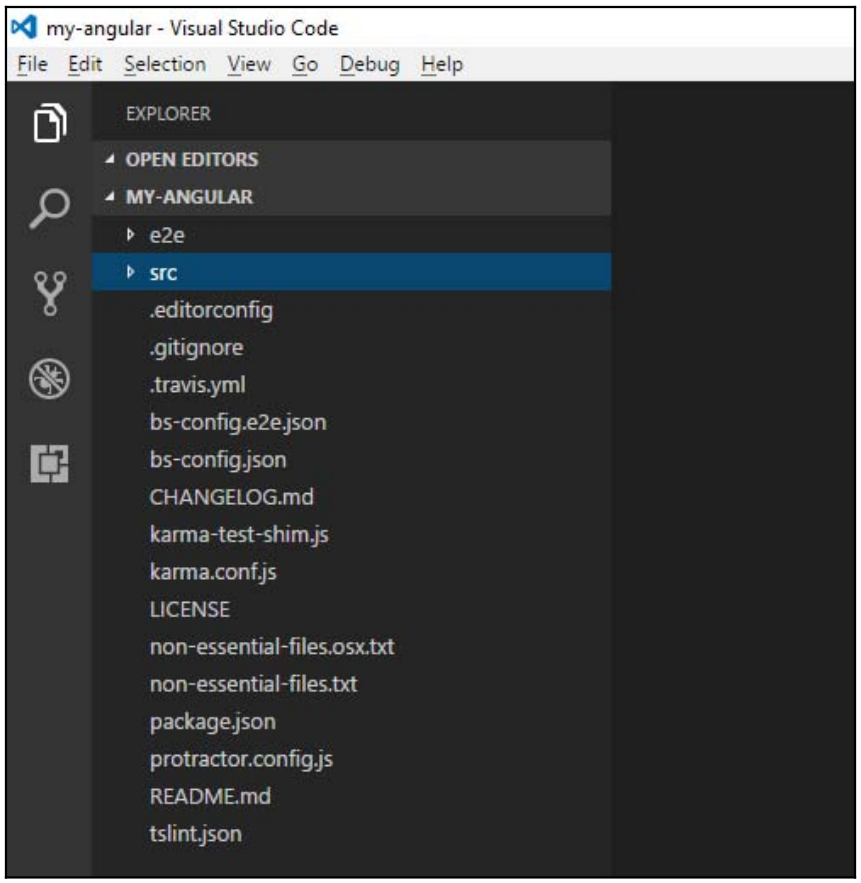 my-angular - Visual Studio Code
File Edit Selection View Go Debug Help
EXPLORER
OPEN EDITORS
MY-ANGULAR
e2e
src
.editorconfig
.gitignore
.travis.yml
bs-config.e2e.json
bs-config.json
CHANGELOG.md
karma-test-shim.js
karma.conf.js
LICENSE
non-essential-files.osx.txt
non-essential-files.txt
package.json
protractor.config.js
README.md
tslint.json